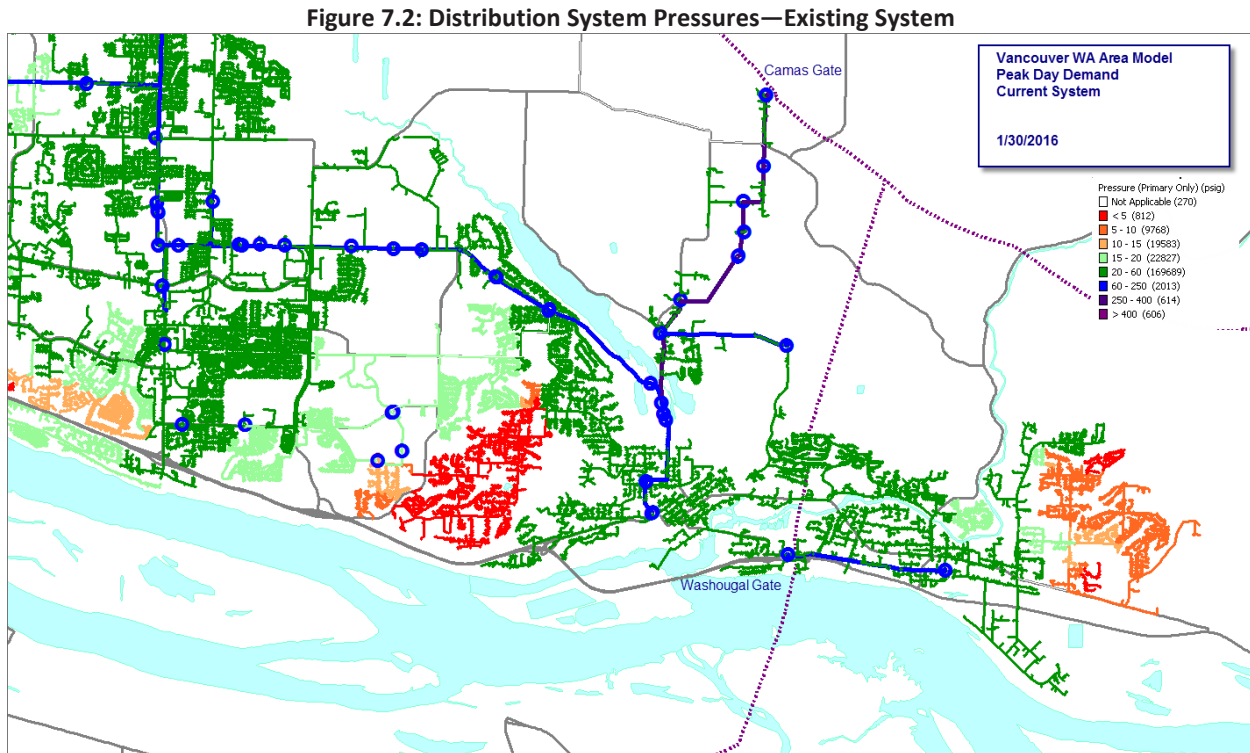 Figure 7.2: Distribution System Pressures—Existing System
Vancouver WA Area Model
Peak Day Demand
Current System
1/30/2016
Camas Gate
Pressure (Primary Only) (psig)
Not Applicable (270)
< 5 (812)
5 - 10 (9768)
10 - 15 (19583)
15 - 20 (22827)
20 - 60 (169689)
60 - 250 (2013)
250 - 400 (614)
> 400 (606)
Washougal Gate